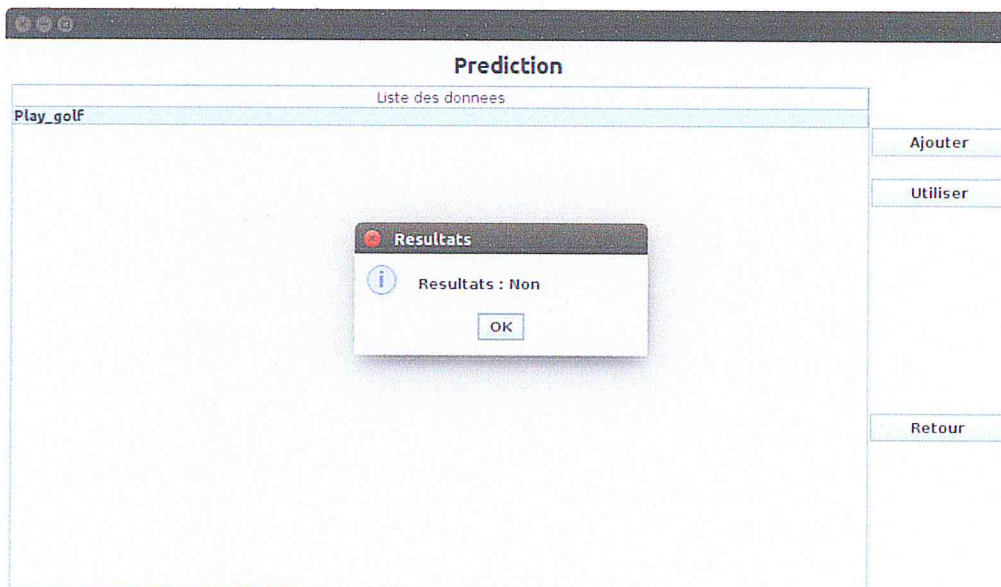 Prediction
Liste des donnees
Play_golf
Ajouter
Utiliser
Resultats
Resultats : Non
OK
Retour